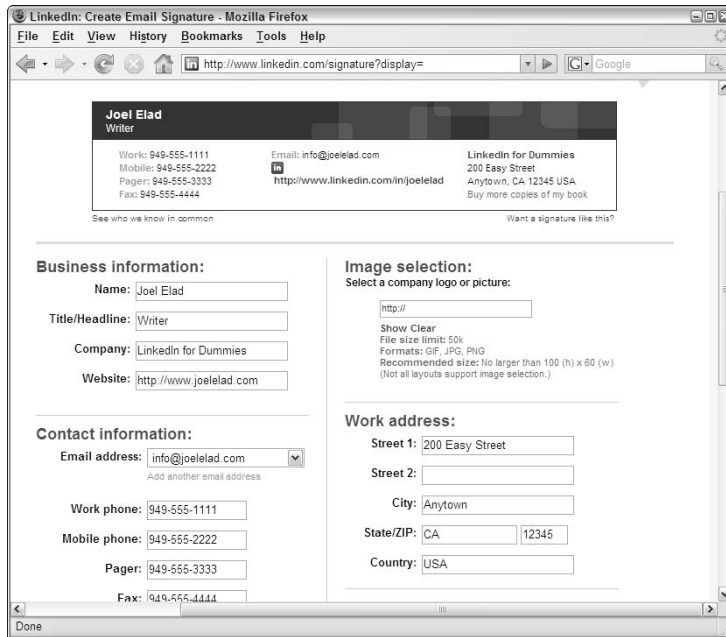 LinkedIn: Create Email Signature - Mozilla Firefox
File Edit View History Bookmarks Tools Help
http://www.linkedin.com/signature?display=
G Google
Joel Elad
Writer
Work: 949-555-1111
Mobile: 949-555-2222
Pager: 949-555-3333
Fax: 949-555-4444
Email: info@joelelad.com
in
http://www.linkedin.com/in/joelelad
LinkedIn for Dummies
200 Easy Street
Anytown, CA 12345 USA
Buy more copies of my book
See who we know in common
Want a signature like this?
Business information:
Name: Joel Elad
Title/Headline: Writer
Company: LinkedIn for Dummies
Website: http://www.joelelad.com
Contact information:
Email address: info@joelelad.com
Add another email address
Work phone: 949-555-1111
Mobile phone: 949-555-2222
Pager: 949-555-3333
Fax: 949-555-4444
Image selection:
Select a company logo or picture:
http://
Show Clear
File size limit: 50k
Formats: GIF, JPG, PNG
Recommended size: No larger than 100 (h) x 60 (w)
(Not all layouts support image selection.)
Work address:
Street 1: 200 Easy Street
Street 2:
City: Anytown
State/ZIP: CA 12345
Country: USA
Done